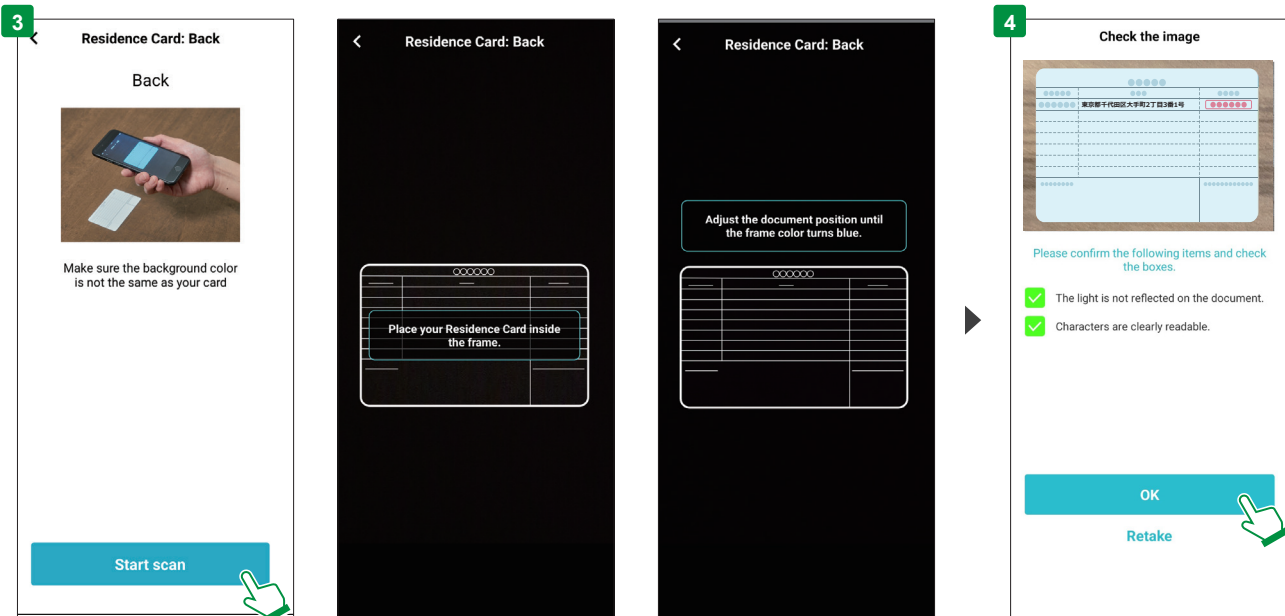 3
Residence Card: Back
Back
Make sure the background color
is not the same as your card
Start scan
Residence Card: Back
Place your Residence Card inside
the frame.
Residence Card: Back
Adjust the document position until
the frame color turns blue.
4
Check the image
東京都千代田区大手町2丁目3番1号
Please confirm the following items and check
the boxes.
The light is not reflected on the document.
Characters are clearly readable.
OK
Retake